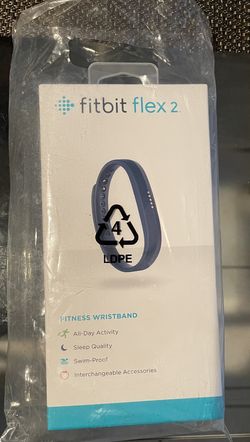 fitbit flex 2
4
LDPE
FITNESS WRISTBAND
All-Day Activity
Sleep Quality
Swim-Proof
Interchangeable Accessories